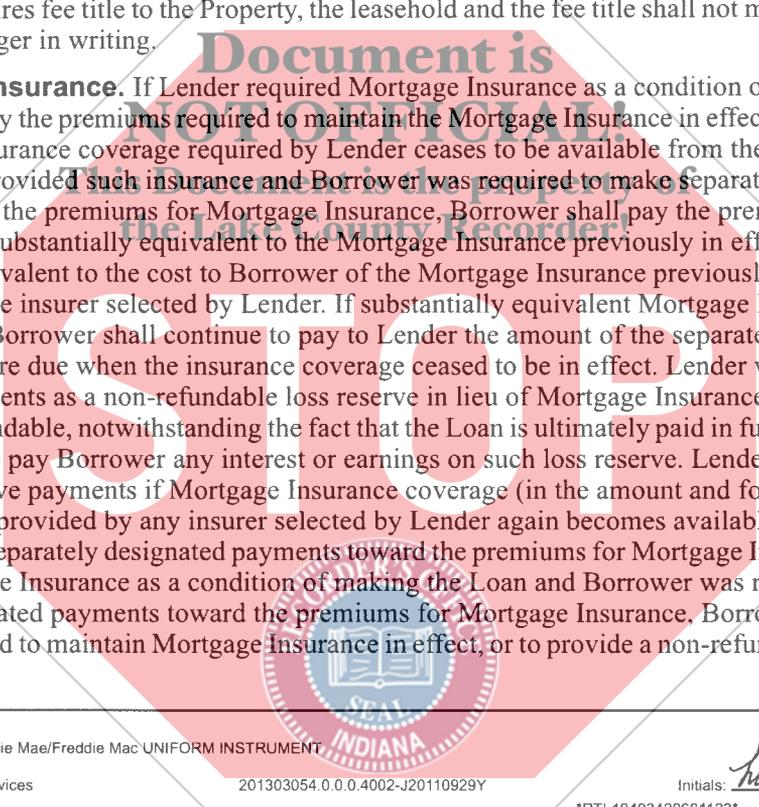 res fee title to the Property, the leasehold and the fee title shall not m
ger in writing.
Document is
nsurance. If Lender required Mortgage Insurance as a condition o
y the premiums required to maintain the Mortgage Insurance in effec
NOT OFFICIAL!
urance coverage required by Lender ceases to be available from the
rovided such insurance and Borrower was required to make separat
This Document is the property of
the premiums for Mortgage Insurance, Borrower shall pay the prem
the Lake County Recorder!
ubstantially equivalent to the Mortgage Insurance previously in eff
valent to the cost to Borrower of the Mortgage Insurance previousl
e insurer selected by Lender. If substantially equivalent Mortgage
Borrower shall continue to pay to Lender the amount of the separate
re due when the insurance coverage ceased to be in effect. Lender w
STOP
ents as a non-refundable loss reserve in lieu of Mortgage Insurance
ndable, notwithstanding the fact that the Loan is ultimately paid in fu
pay Borrower any interest or earnings on such loss reserve. Lende
ve payments if Mortgage Insurance coverage (in the amount and fo
provided by any insurer selected by Lender again becomes availabl
eparately designated payments toward the premiums for Mortgage I
e Insurance as a condition of making the Loan and Borrower was r
ated payments toward the premiums for Mortgage Insurance, Borro
d to maintain Mortgage Insurance in effect, or to provide a non-refu
RECORDER'S OFFICE
SEAL
INDIANA
ie Mae/Freddie Mac UNIFORM INSTRUMENT
vices
201303054.0.0.0.4002-J20110929Y
Initials: